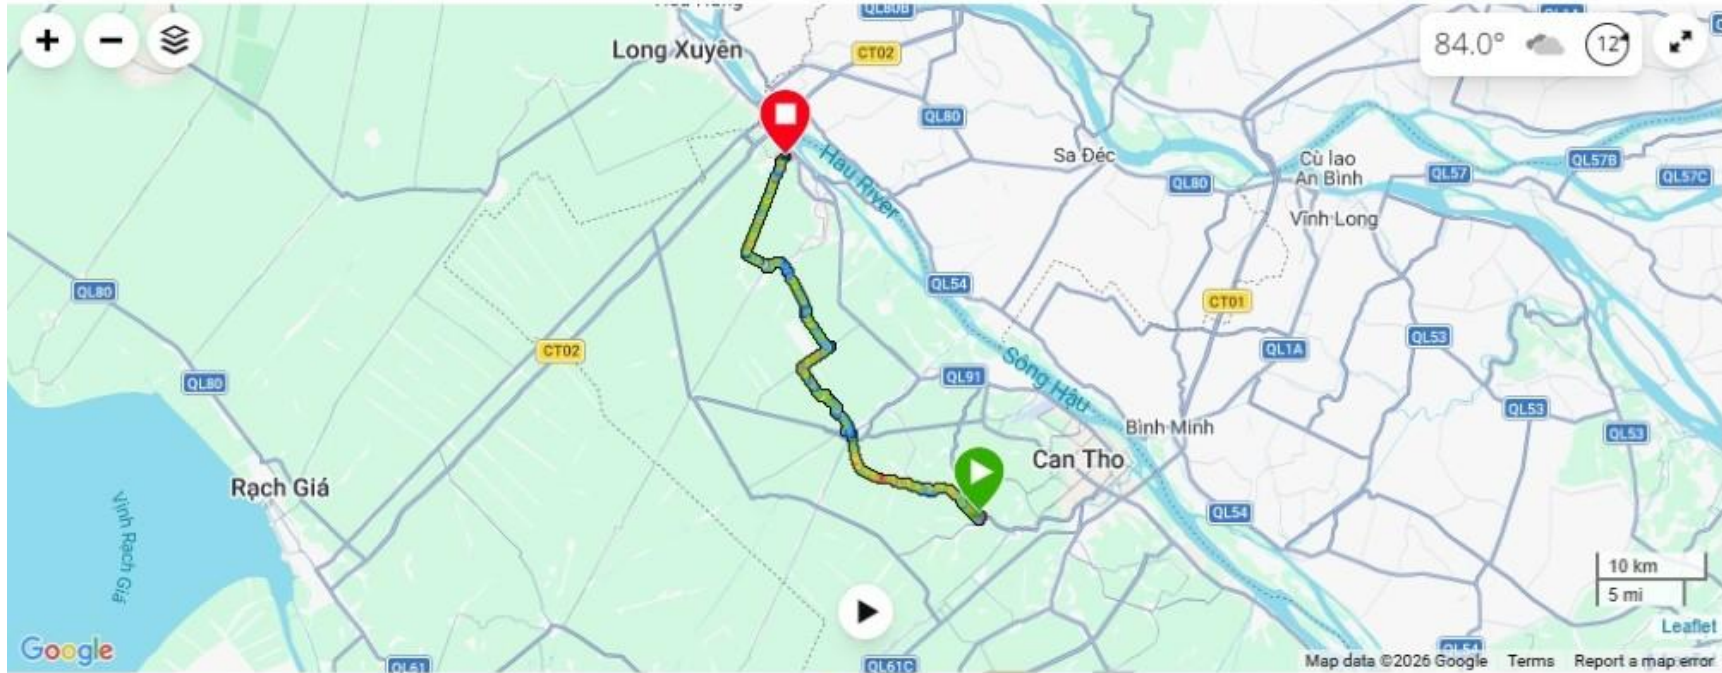 QL80B
QL1A
Long Xuyên
CT02
84.0°
12
QL80
Hau River
Sa Đéc
Cù lao
An Bình
QL57B
QL57
QL57C
QL80
Vĩnh Long
QL80
QL54
CT01
CT02
Sông Hậu
QL1A
QL53
QL80
QL91
QL53
Bình Minh
QL53
Can Tho
Rạch Giá
Vịnh Rạch Giá
QL54
10 km
5 mi
Leaflet
Google
QL61
QL61C
QL54
Map data ©2026 Google
Terms
Report a map error